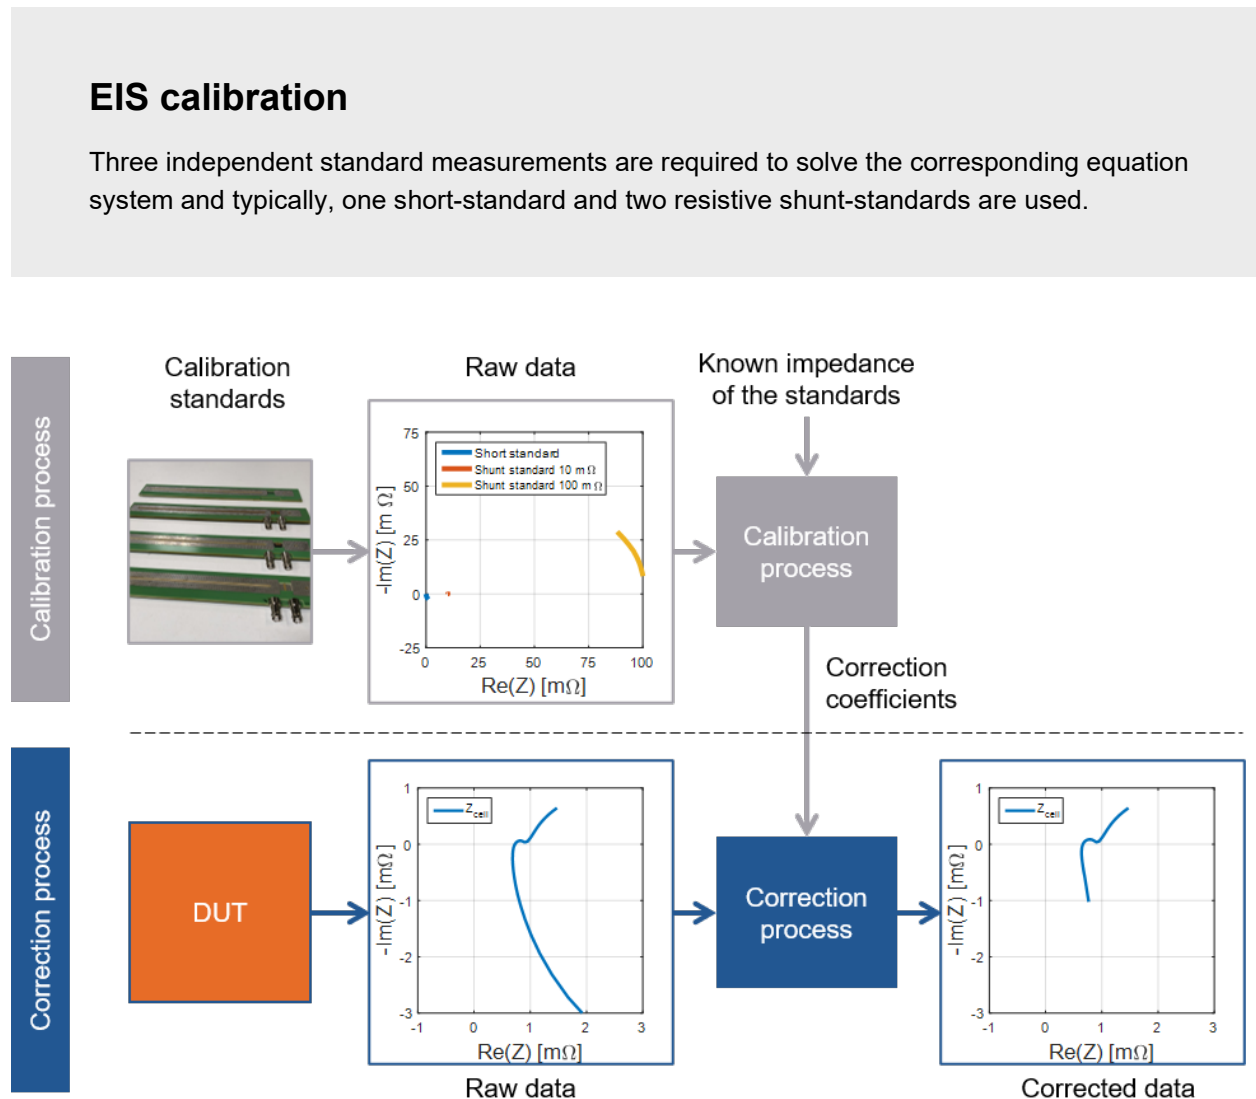 EIS calibration
Three independent standard measurements are required to solve the corresponding equation
system and typically, one short-standard and two resistive shunt-standards are used.
Calibration process
Calibration
standards
Raw data
Known impedance
of the standards
75
50
25
0
-25
-Im(Z) [m Ω]
Short standard
Shunt standard 10 m Ω
Shunt standard 100 m Ω
0 25 50 75 100
Re(Z) [mΩ]
Calibration
process
Correction
coefficients
Correction process
DUT
1
0
-1
-2
-3
-Im(Z) [mΩ]
Zcell
-1 0 1 2 3
Re(Z) [mΩ]
Raw data
Correction
process
1
0
-1
-2
-3
-Im(Z) [mΩ]
Zcell
-1 0 1 2 3
Re(Z) [mΩ]
Corrected data